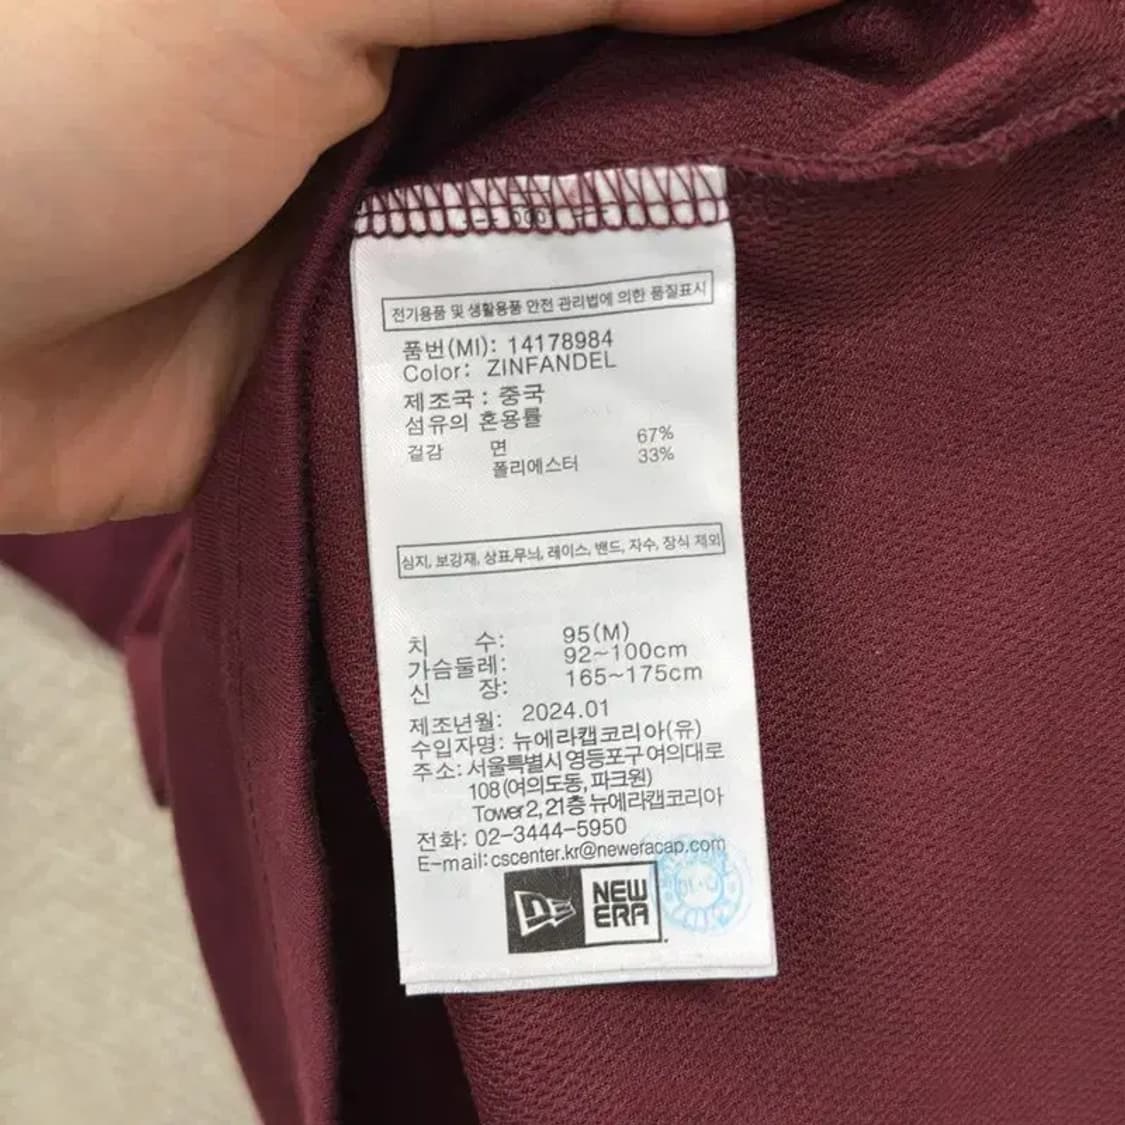 전기용품 및 생활용품 안전 관리법에 의한 품질표시
품번(MI): 14178984
Color: ZINFANDEL
제조국 : 중국
섬유의 혼용률
겉감 면 67%
폴리에스터 33%
심지, 보강재, 상표,무늬, 레이스, 밴드, 자수, 장식 제외
치 수: 95(M)
가슴둘레: 92~100cm
신 장: 165~175cm
제조년월: 2024.01
수입자명: 뉴에라캡코리아(유)
주소: 서울특별시영등포구여의대로
108(여의도동, 파크원)
Tower2,21층뉴에라캡코리아
전화: 02-3444-5950
E-mail:cscenter.kr@neweracap.com
NEW
ERA